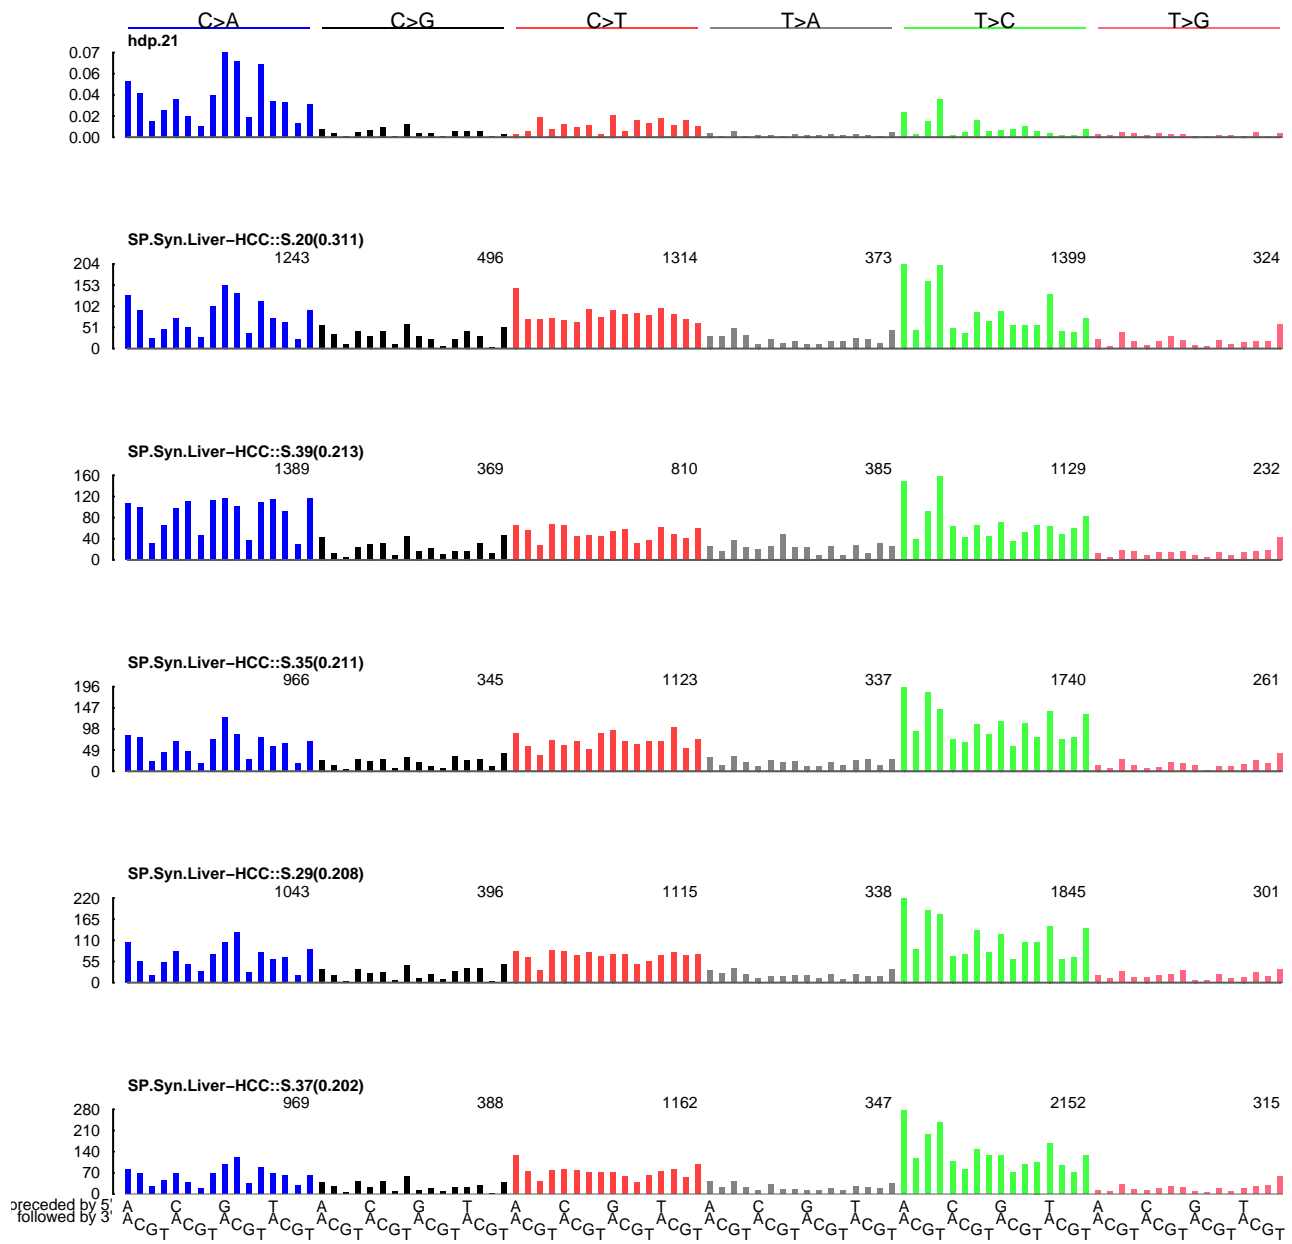 C>A C>G C>T T>A T>C T>G
hdp.21
0.07
0.06
0.04
0.02
0.00
SP.Syn.Liver−HCC::S.20(0.311)
1243 496 1314 373 1399 324
204
153
102
51
0
SP.Syn.Liver−HCC::S.39(0.213)
1389 369 810 385 1129 232
160
120
80
40
0
SP.Syn.Liver−HCC::S.35(0.211)
966 345 1123 337 1740 261
196
147
98
49
0
SP.Syn.Liver−HCC::S.29(0.208)
1043 396 1115 338 1845 301
220
165
110
55
0
SP.Syn.Liver−HCC::S.37(0.202)
969 388 1162 347 2152 315
280
210
140
70
0
preceded by 5' A C G T A C G T A C G T A C G T A C G T A C G T
followed by 3' A C G T A C G T A C G T A C G T A C G T A C G T A C G T A C G T A C G T A C G T A C G T A C G T A C G T A C G T A C G T A C G T A C G T A C G T A C G T A C G T A C G T A C G T A C G T A C G T